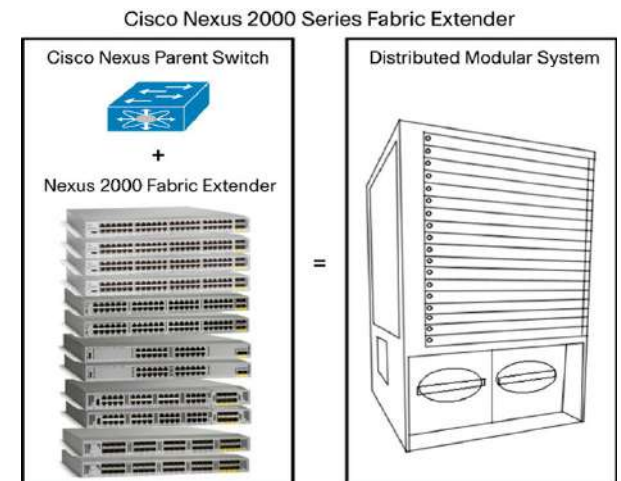 Cisco Nexus 2000 Series Fabric Extender
Cisco Nexus Parent Switch
+
Nexus 2000 Fabric Extender
=
Distributed Modular System